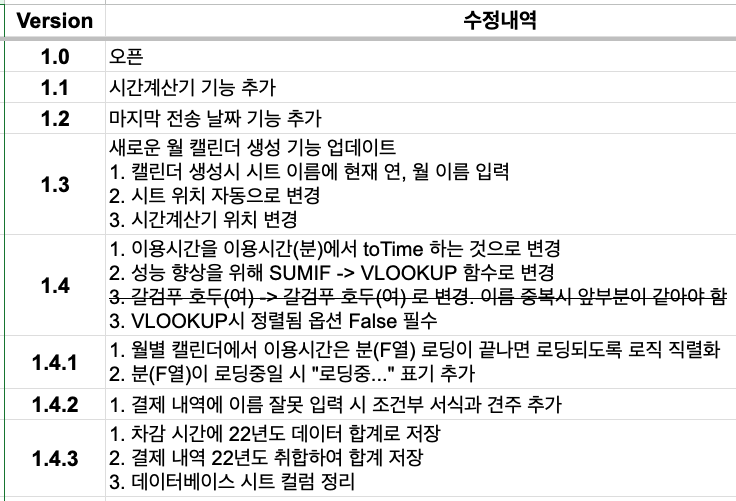 Version 수정내역
1.0 오픈
1.1 시간계산기 기능 추가
1.2 마지막 전송 날짜 기능 추가
1.3
새로운 월 캘린더 생성 기능 업데이트
1. 캘린더 생성시 시트 이름에 현재 연, 월 이름 입력
2. 시트 위치 자동으로 변경
3. 시간계산기 위치 변경
1.4
1. 이용시간을 이용시간(분)에서 toTime 하는 것으로 변경
2. 성능 향상을 위해 SUMIF -> VLOOKUP 함수로 변경
3. 갈검푸 호두(여) -> 갈검푸 호두(여) 로 변경. 이름 중복시 앞부분이 같아야 함
3. VLOOKUP시 정렬됨 옵션 False 필수
1.4.1
1. 월별 캘린더에서 이용시간은 분(F열) 로딩이 끝나면 로딩되도록 로직 직렬화
2. 분(F열)이 로딩중일 시 "로딩중..." 표기 추가
1.4.2 1. 결제 내역에 이름 잘못 입력 시 조건부 서식과 견주 추가
1.4.3
1. 차감 시간에 22년도 데이터 합계로 저장
2. 결제 내역 22년도 취합하여 합계 저장
3. 데이터베이스 시트 컬럼 정리